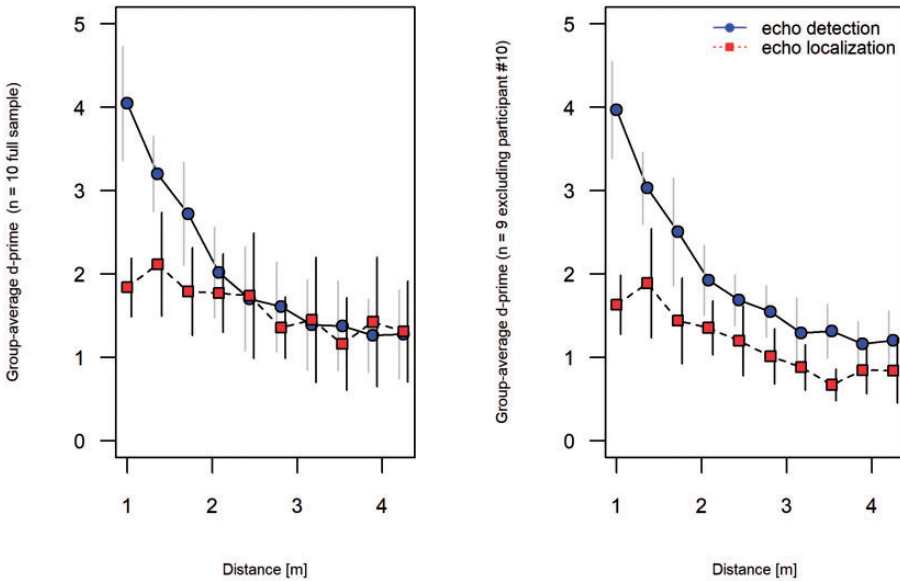 Group-average d-prime (n = 10 full sample)
5
4
3
2
1
0
1 2 3 4
Distance [m]
Group-average d-prime (n = 9 excluding participant #10)
5
4
3
2
1
0
echo detection
echo localization
1 2 3 4
Distance [m]